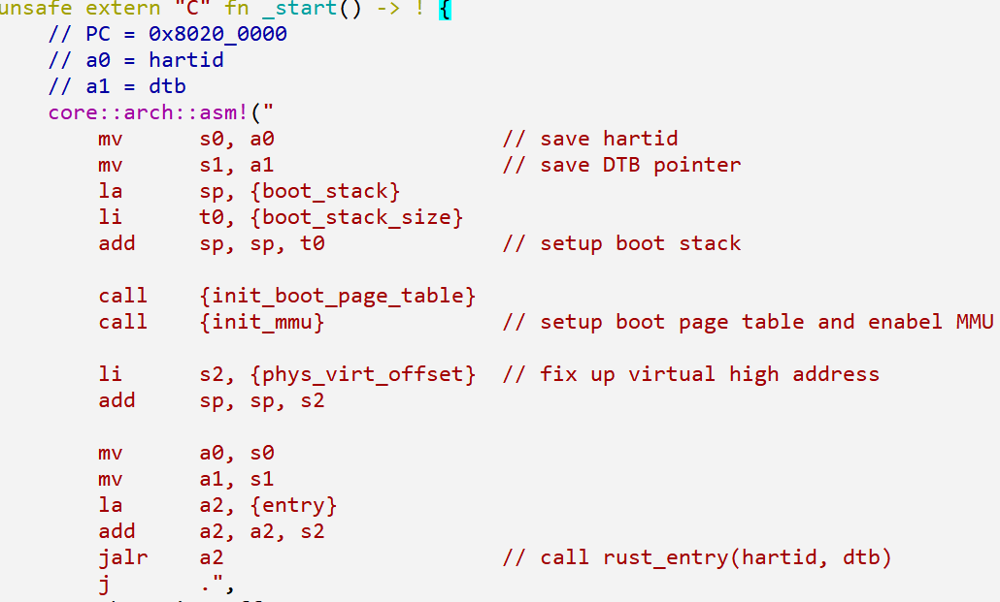 unsafe extern "C" fn _start() -> ! {
    // PC = 0x8020_0000
    // a0 = hartid
    // a1 = dtb
    core::arch::asm!("
        mv      s0, a0                  // save hartid
        mv      s1, a1                  // save DTB pointer
        la      sp, {boot_stack}
        li      t0, {boot_stack_size}
        add     sp, sp, t0              // setup boot stack

        call    {init_boot_page_table}
        call    {init_mmu}              // setup boot page table and enabel MMU

        li      s2, {phys_virt_offset}  // fix up virtual high address
        add     sp, sp, s2

        mv      a0, s0
        mv      a1, s1
        la      a2, {entry}
        add     a2, a2, s2
        jalr    a2                      // call rust_entry(hartid, dtb)
        j       .",